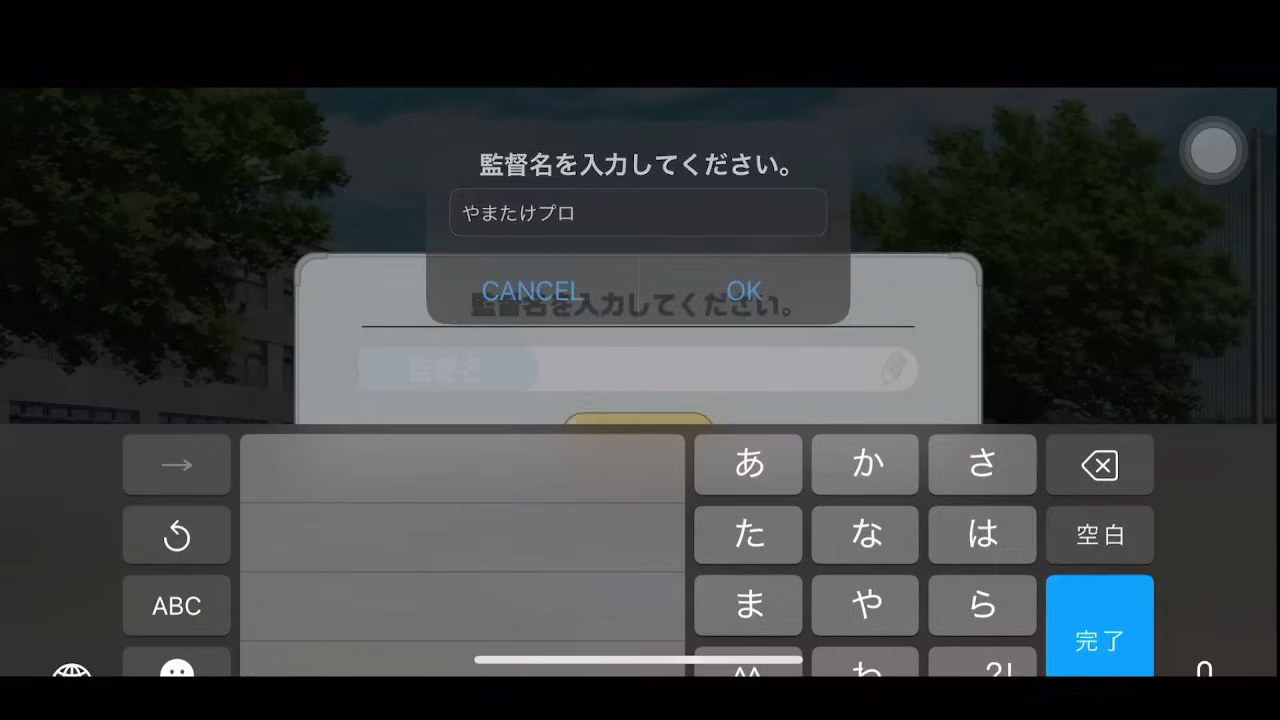 監督名を入力してください。
やまたけプロ
CANCEL
OK
監督名を入力してください。
監督名
→
あ
か
さ
た
な
は
空白
ABC
ま
や
ら
完了
^^
わ
?!